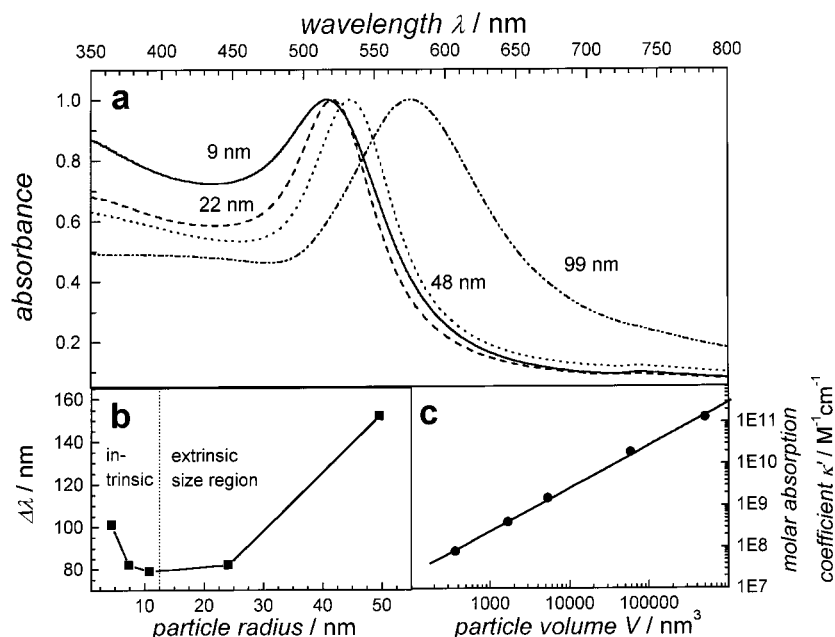 wavelength λ / nm
350 400 450 500 550 600 650 700 750 800
a
1.0
0.8
0.6
0.4
0.2
absorbance
9 nm
22 nm
48 nm
99 nm
b
160
140
120
100
80
Δλ / nm
in-
trinsic
extrinsic
size region
0 10 20 30 40 50
particle radius / nm
c
1E11
1E10
1E9
1E8
1E7
molar absorption
coefficient κ' / M⁻¹cm⁻¹
1000 10000 100000
particle volume V / nm³